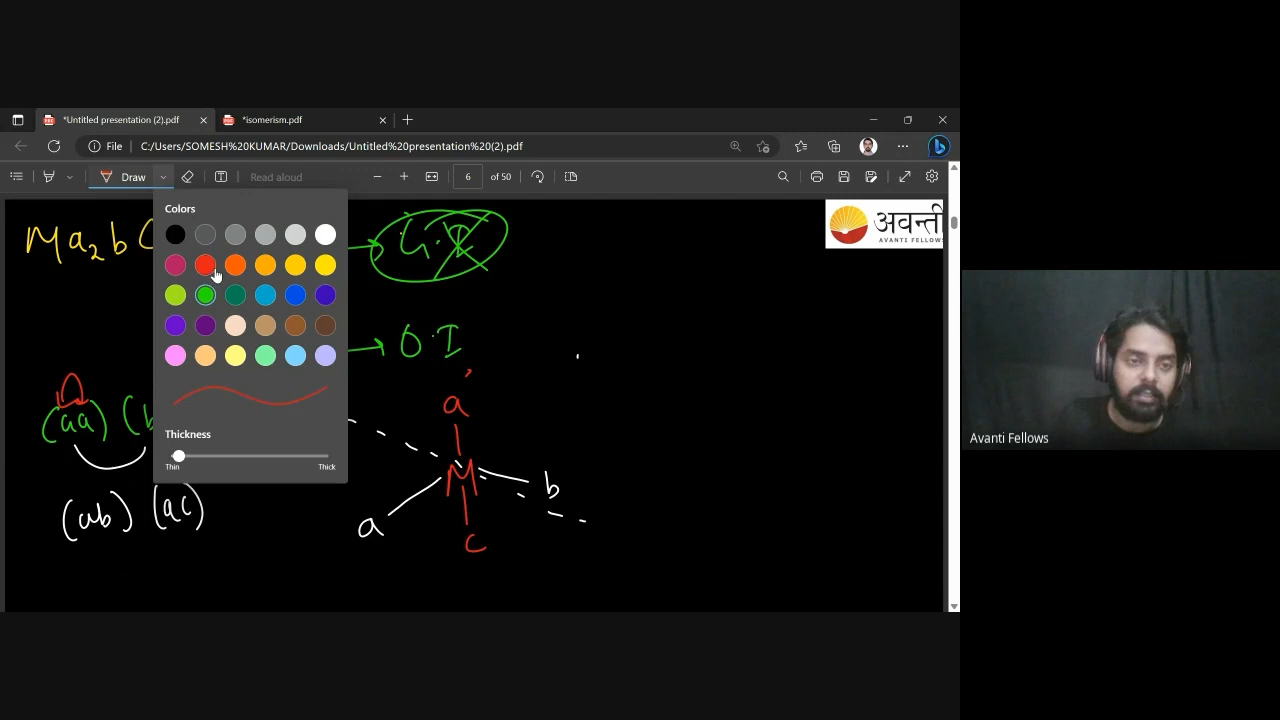 *Untitled presentation (2).pdf
*isomerism.pdf
File
C:/Users/SOMESH%20KUMAR/Downloads/Untitled%20presentation%20(2).pdf
Draw
Read aloud
6
of 50
Colors
Thickness
Thin
Thick
Ma₂b
G.I
O.I
अवन्ती
AVANTI FELLOWS
(aa) (b
(ab) (ac)
a
M
b
a
c
Avanti Fellows